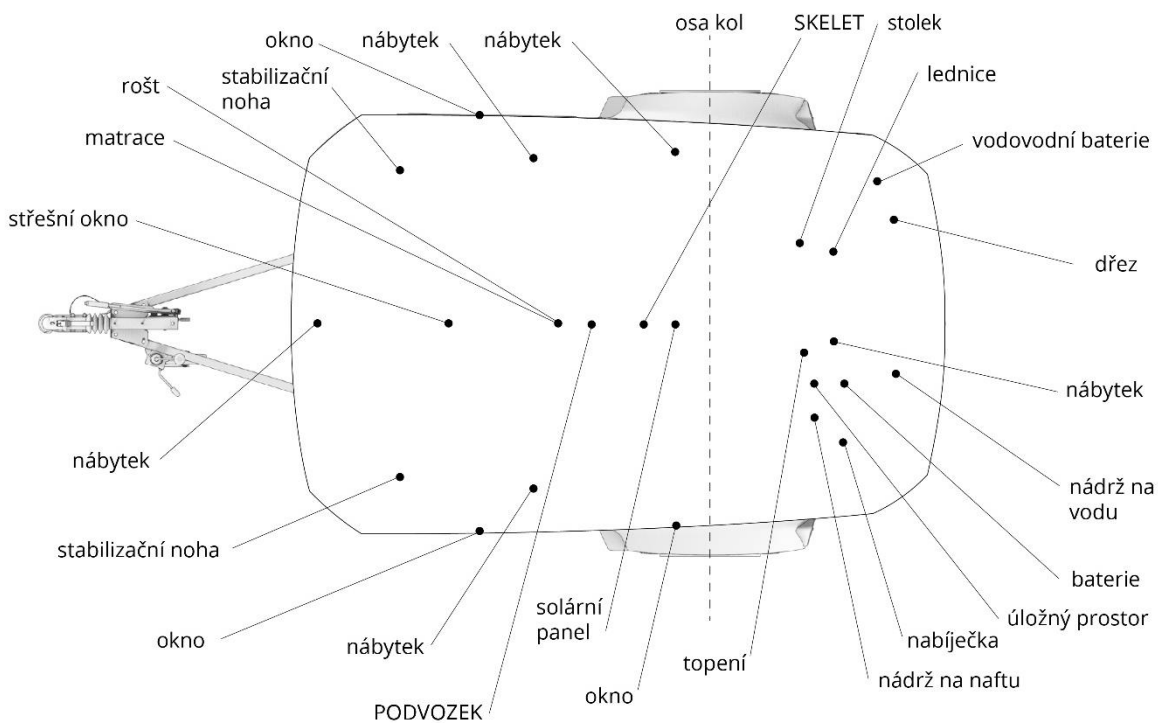 osa kol
SKELET
stolek
okno
nábytek
nábytek
lednice
rošt
stabilizační
noha
matrace
vodovodní baterie
střešní okno
dřez
nábytek
nábytek
nádrž na
vodu
stabilizační noha
baterie
solární
panel
úložný prostor
okno
nábytek
nabíječka
topení
nádrž na naftu
okno
PODVOZEK